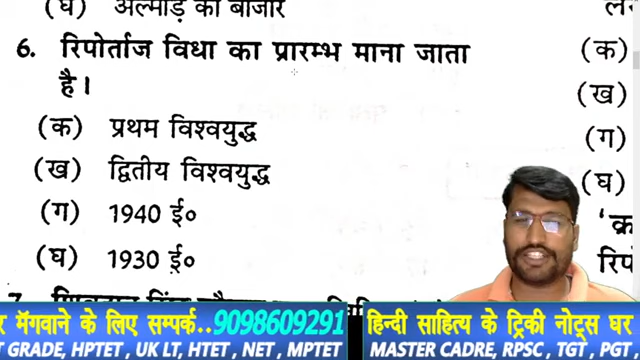 (घ) अल्मोड़े का बाजार
6. रिपोर्ताज विधा का प्रारम्भ माना जाता
है।
(क) प्रथम विश्वयुद्ध
(ख) द्वितीय विश्वयुद्ध
(ग) 1940 ई०
(घ) 1930 ई०
(क)
(ख)
(ग)
(घ)
'क्र
रिपो
मँगवाने के लिए सम्पर्क..9098609291
हिन्दी साहित्य के ट्रिकी नोट्स घर
GRADE, HPTET , UK LT, HTET , NET , MPTET
MASTER CADRE, RPSC, TGT , PGT